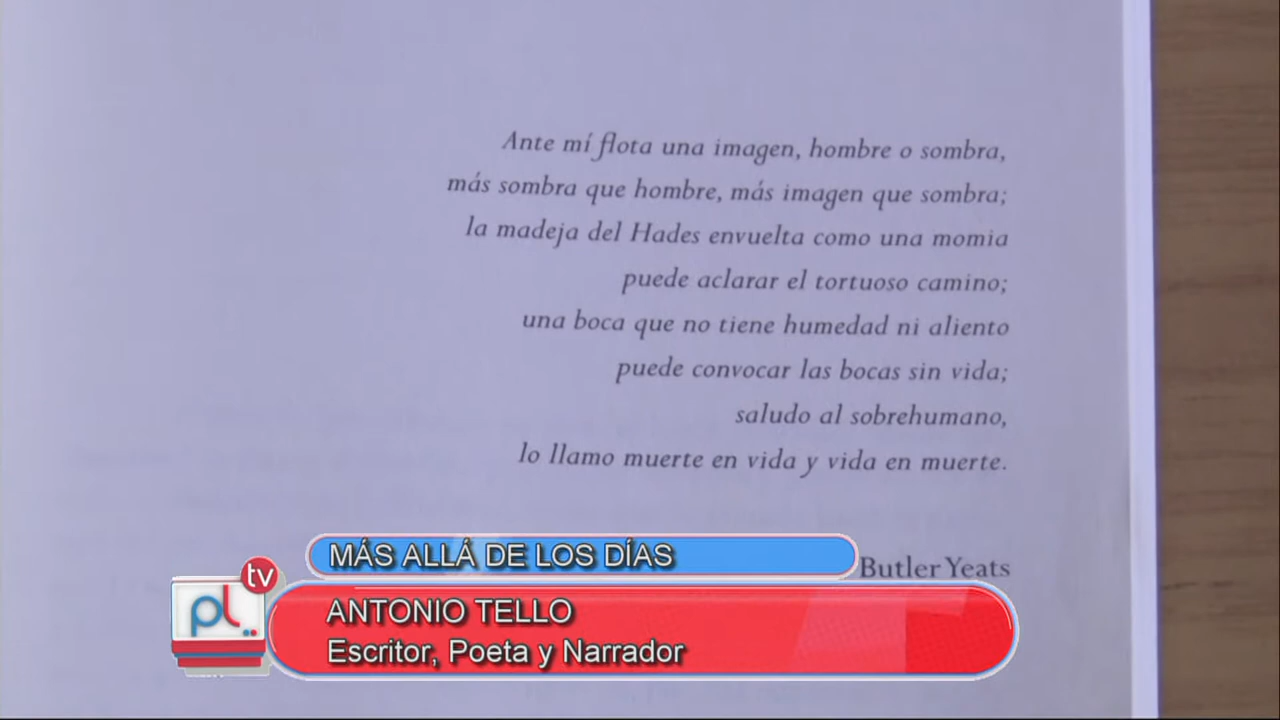 Ante mí flota una imagen, hombre o sombra,
más sombra que hombre, más imagen que sombra;
la madeja del Hades envuelta como una momia
puede aclarar el tortuoso camino;
una boca que no tiene humedad ni aliento
puede convocar las bocas sin vida;
saludo al sobrehumano,
lo llamo muerte en vida y vida en muerte.
Butler Yeats
MÁS ALLÁ DE LOS DÍAS
tv
pl..
ANTONIO TELLO
Escritor, Poeta y Narrador